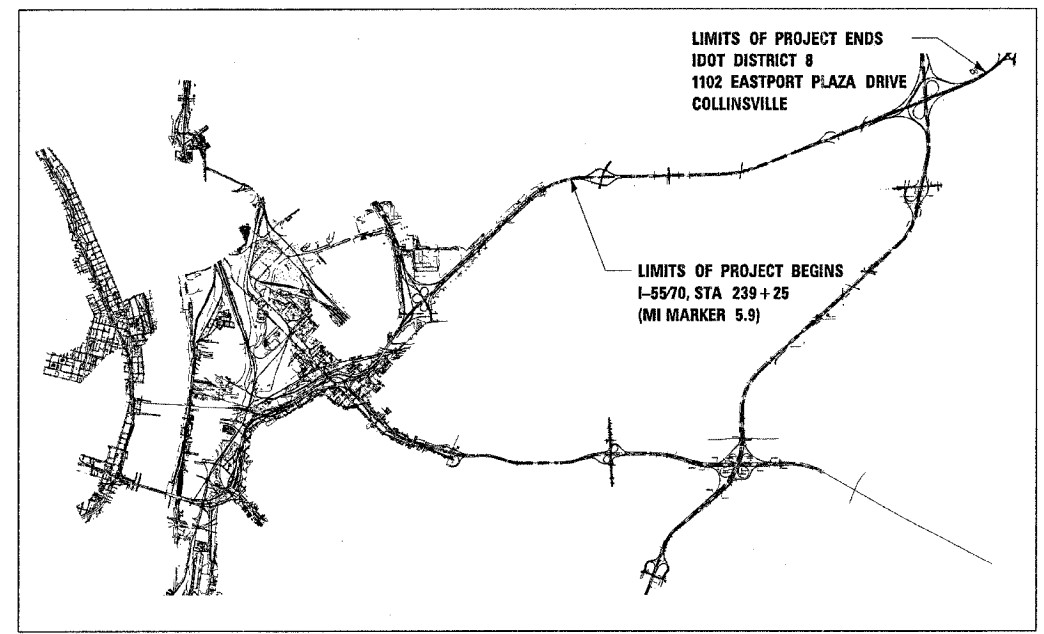 LIMITS OF PROJECT ENDS
IDOT DISTRICT 8
1102 EASTPORT PLAZA DRIVE
COLLINSVILLE
LIMITS OF PROJECT BEGINS
I-55/70, STA 239+25
(MI MARKER 5.9)